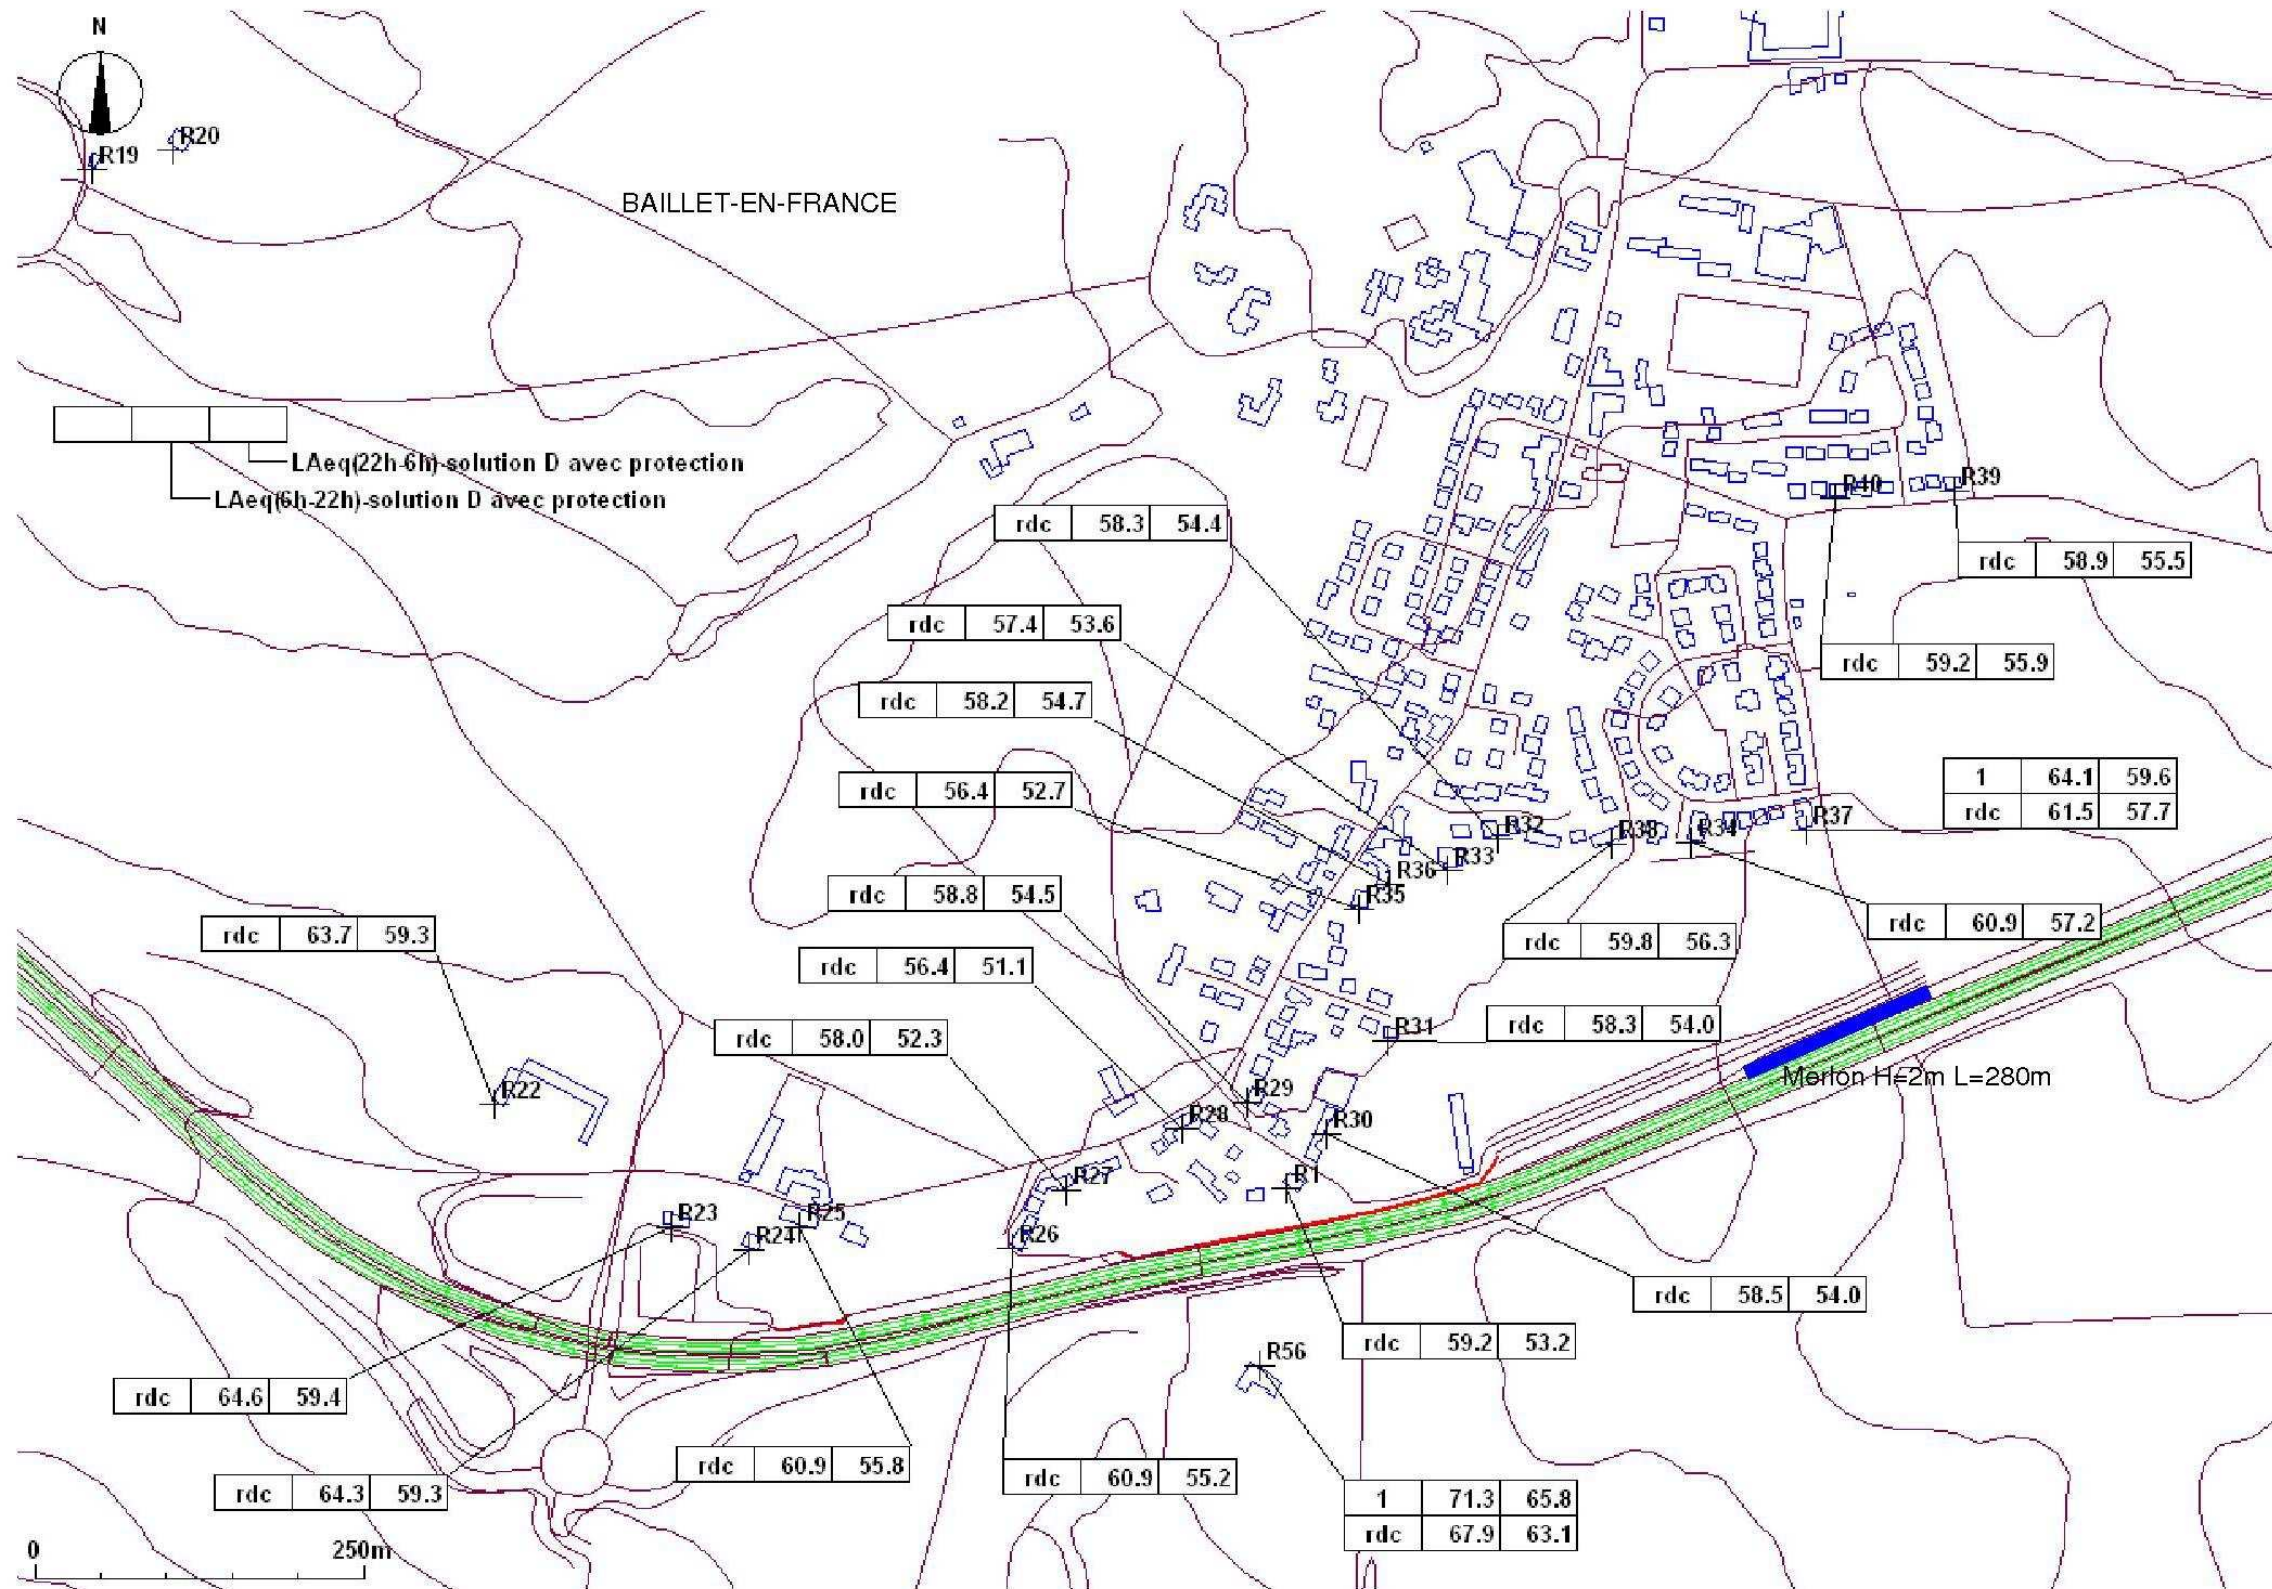 N
R20
R19
BAILLET-EN-FRANCE
LAeq(22h-6h)-solution D avec protection
LAeq(6h-22h)-solution D avec protection
R40
R39
rdc 58.3 54.4
rdc 58.9 55.5
rdc 57.4 53.6
rdc 59.2 55.9
rdc 58.2 54.7
1 64.1 59.6
rdc 61.5 57.7
rdc 56.4 52.7
R32
R34
R37
R33
R36
R35
rdc 58.8 54.5
rdc 63.7 59.3
rdc 59.8 56.3
rdc 60.9 57.2
rdc 56.4 51.1
rdc 58.0 52.3
R31
rdc 58.3 54.0
Merlon H=2m L=280m
R22
R29
R28
R30
R27
R1
R23
R25
R24
R26
rdc 58.5 54.0
rdc 59.2 53.2
R56
rdc 64.6 59.4
rdc 60.9 55.8
rdc 60.9 55.2
rdc 64.3 59.3
1 71.3 65.8
rdc 67.9 63.1
0 250m